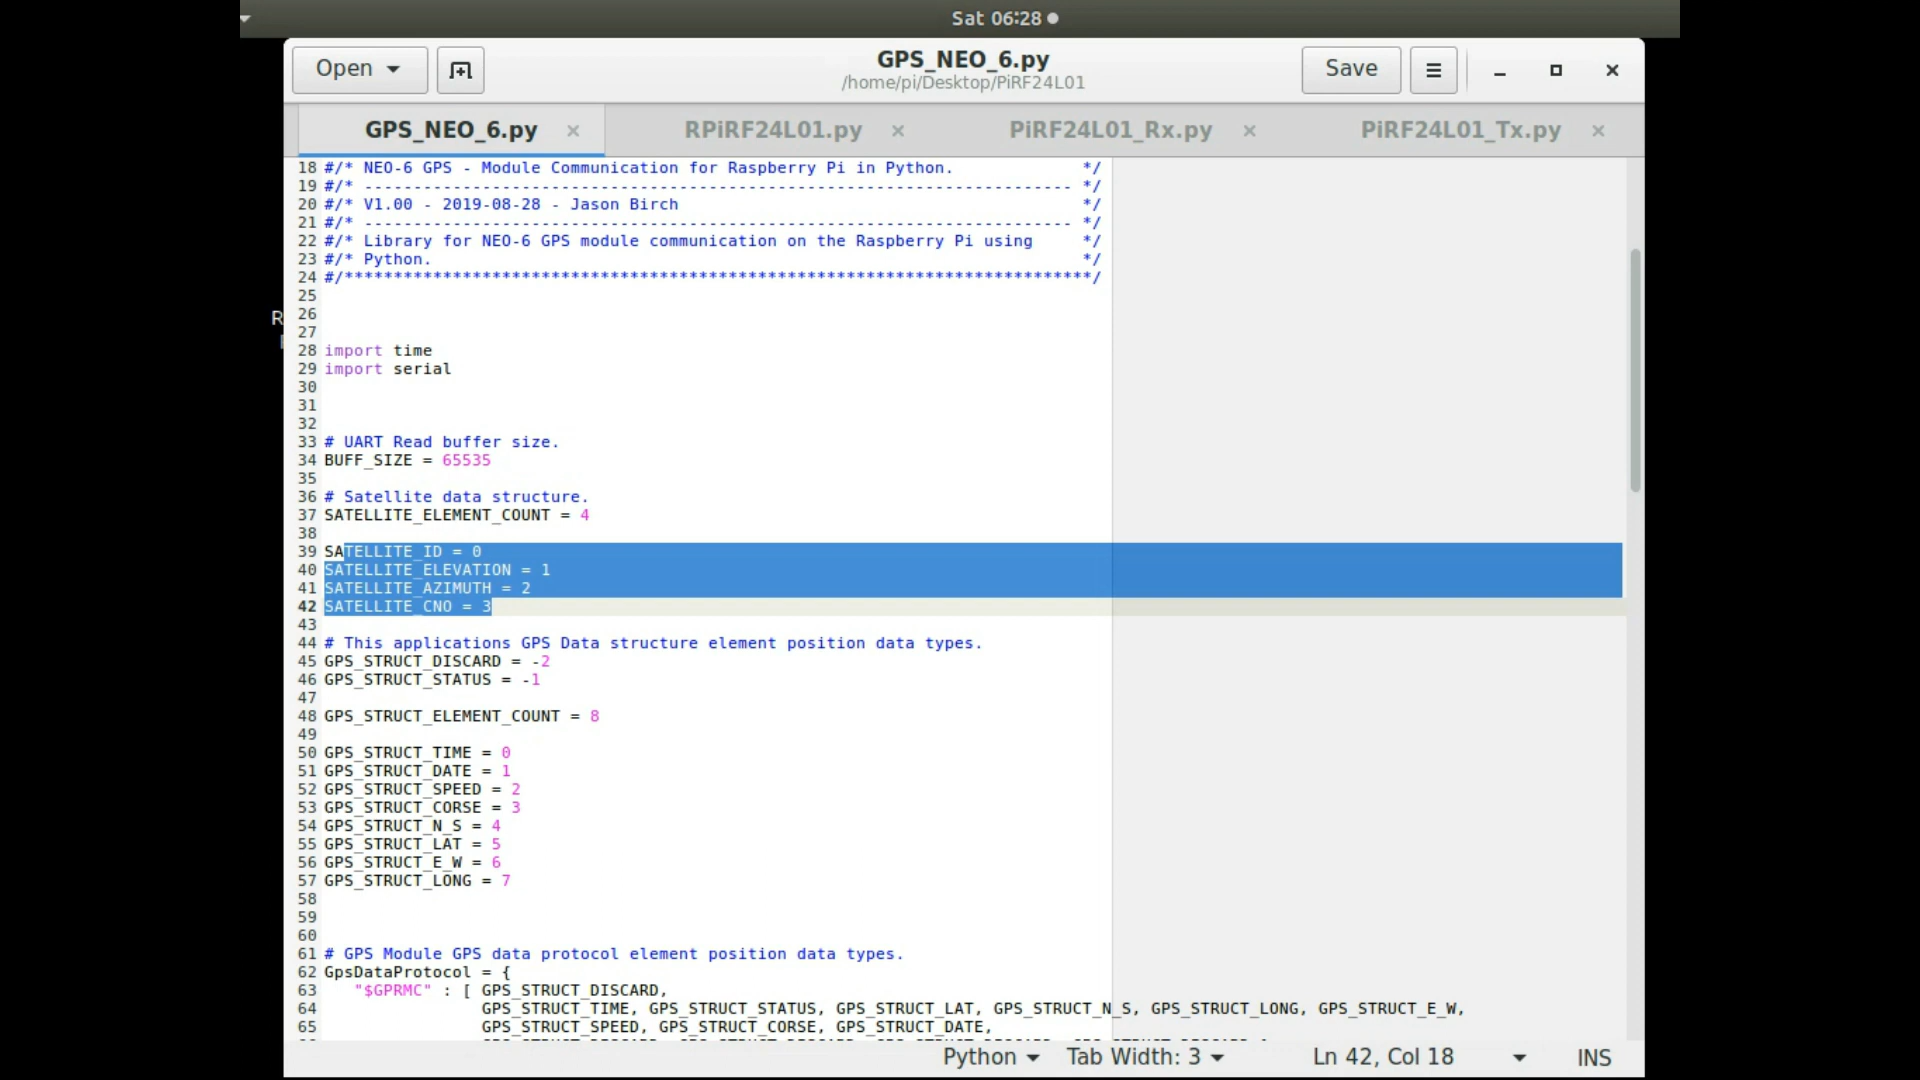 Sat 06:28
Open
GPS_NEO_6.py
/home/pi/Desktop/PiRF24L01
Save
GPS_NEO_6.py
RPiRF24L01.py
PiRF24L01_Rx.py
PiRF24L01_Tx.py
R
18 #/* NEO-6 GPS - Module Communication for Raspberry Pi in Python. */
19 #/* ------------------------------------------------------------------------ */
20 #/* V1.00 - 2019-08-28 - Jason Birch */
21 #/* ------------------------------------------------------------------------ */
22 #/* Library for NEO-6 GPS module communication on the Raspberry Pi using */
23 #/* Python. */
24 #/****************************************************************************/
25
26
27
28 import time
29 import serial
30
31
32
33 # UART Read buffer size.
34 BUFF_SIZE = 65535
35
36 # Satellite data structure.
37 SATELLITE_ELEMENT_COUNT = 4
38
39 SATELLITE_ID = 0
40 SATELLITE_ELEVATION = 1
41 SATELLITE_AZIMUTH = 2
42 SATELLITE_CNO = 3
43
44 # This applications GPS Data structure element position data types.
45 GPS_STRUCT_DISCARD = -2
46 GPS_STRUCT_STATUS = -1
47
48 GPS_STRUCT_ELEMENT_COUNT = 8
49
50 GPS_STRUCT_TIME = 0
51 GPS_STRUCT_DATE = 1
52 GPS_STRUCT_SPEED = 2
53 GPS_STRUCT_CORSE = 3
54 GPS_STRUCT_N_S = 4
55 GPS_STRUCT_LAT = 5
56 GPS_STRUCT_E_W = 6
57 GPS_STRUCT_LONG = 7
58
59
60
61 # GPS Module GPS data protocol element position data types.
62 GpsDataProtocol = {
63 "$GPRMC" : [ GPS_STRUCT_DISCARD,
64 GPS_STRUCT_TIME, GPS_STRUCT_STATUS, GPS_STRUCT_LAT, GPS_STRUCT_N_S, GPS_STRUCT_LONG, GPS_STRUCT_E_W,
65 GPS_STRUCT_SPEED, GPS_STRUCT_CORSE, GPS_STRUCT_DATE,
Python Tab Width: 3 Ln 42, Col 18 INS